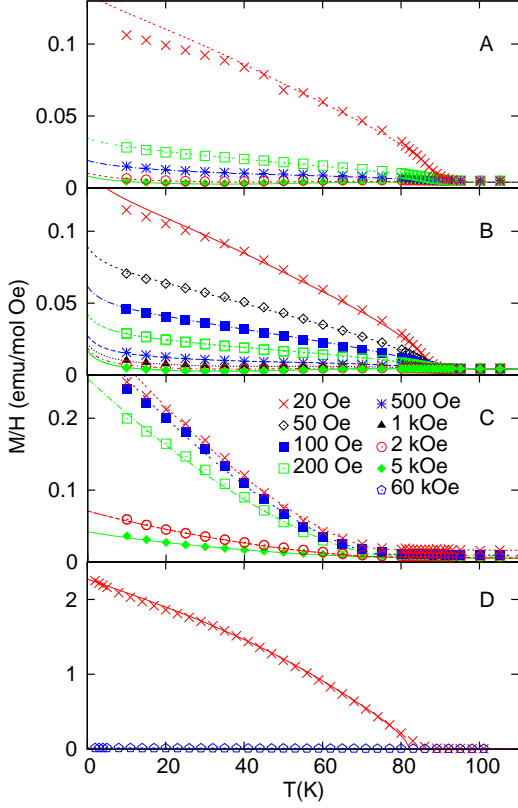 0.1
A
0.05
0
B
0.1
M/H (emu/mol Oe)
0.05
0
C
20 Oe
500 Oe
50 Oe
1 kOe
0.2
100 Oe
2 kOe
200 Oe
5 kOe
60 kOe
0.1
0
D
2
1
0
0 20 40 60 80 100
T(K)